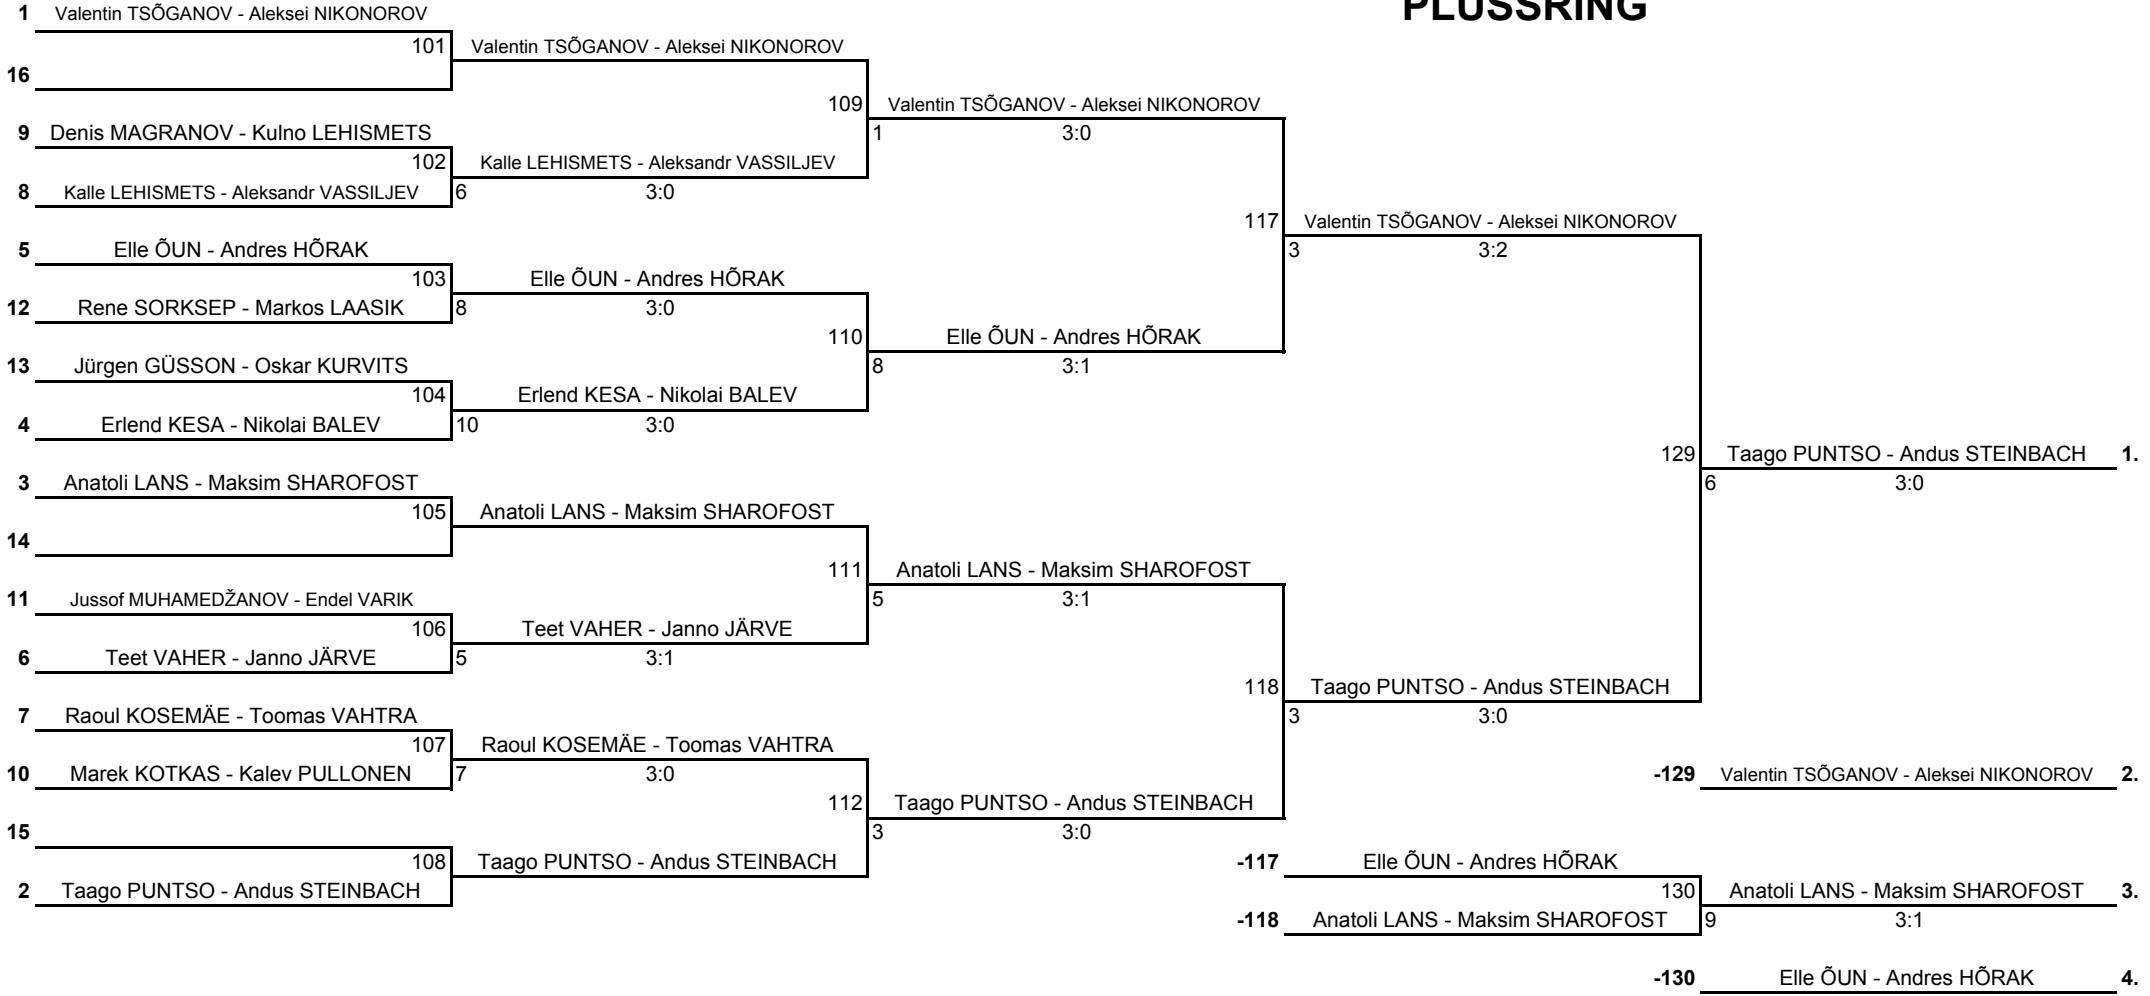 PLUSSRING
1 Valentin TSÕGANOV - Aleksei NIKONOROV
101 Valentin TSÕGANOV - Aleksei NIKONOROV
16
109 Valentin TSÕGANOV - Aleksei NIKONOROV
9 Denis MAGRANOV - Kulno LEHISMETS
1 3:0
102 Kalle LEHISMETS - Aleksandr VASSILJEV
8 Kalle LEHISMETS - Aleksandr VASSILJEV 6 3:0
117 Valentin TSÕGANOV - Aleksei NIKONOROV
5 Elle ÕUN - Andres HÕRAK
3 3:2
103 Elle ÕUN - Andres HÕRAK
12 Rene SORKSEP - Markos LAASIK 8 3:0
110 Elle ÕUN - Andres HÕRAK
13 Jürgen GÜSSON - Oskar KURVITS
8 3:1
104 Erlend KESA - Nikolai BALEV
4 Erlend KESA - Nikolai BALEV 10 3:0
129 Taago PUNTSO - Andus STEINBACH 1.
3 Anatoli LANS - Maksim SHAROFOST
6 3:0
105 Anatoli LANS - Maksim SHAROFOST
14
111 Anatoli LANS - Maksim SHAROFOST
11 Jussof MUHAMEDŽANOV - Endel VARIK
5 3:1
106 Teet VAHER - Janno JÄRVE
6 Teet VAHER - Janno JÄRVE 5 3:1
118 Taago PUNTSO - Andus STEINBACH
7 Raoul KOSEMÄE - Toomas VAHTRA
3 3:0
107 Raoul KOSEMÄE - Toomas VAHTRA
10 Marek KOTKAS - Kalev PULLONEN 7 3:0
-129 Valentin TSÕGANOV - Aleksei NIKONOROV 2.
112 Taago PUNTSO - Andus STEINBACH
15
3 3:0
108 Taago PUNTSO - Andus STEINBACH
-117 Elle ÕUN - Andres HÕRAK
2 Taago PUNTSO - Andus STEINBACH
130 Anatoli LANS - Maksim SHAROFOST 3.
-118 Anatoli LANS - Maksim SHAROFOST 9 3:1
-130 Elle ÕUN - Andres HÕRAK 4.